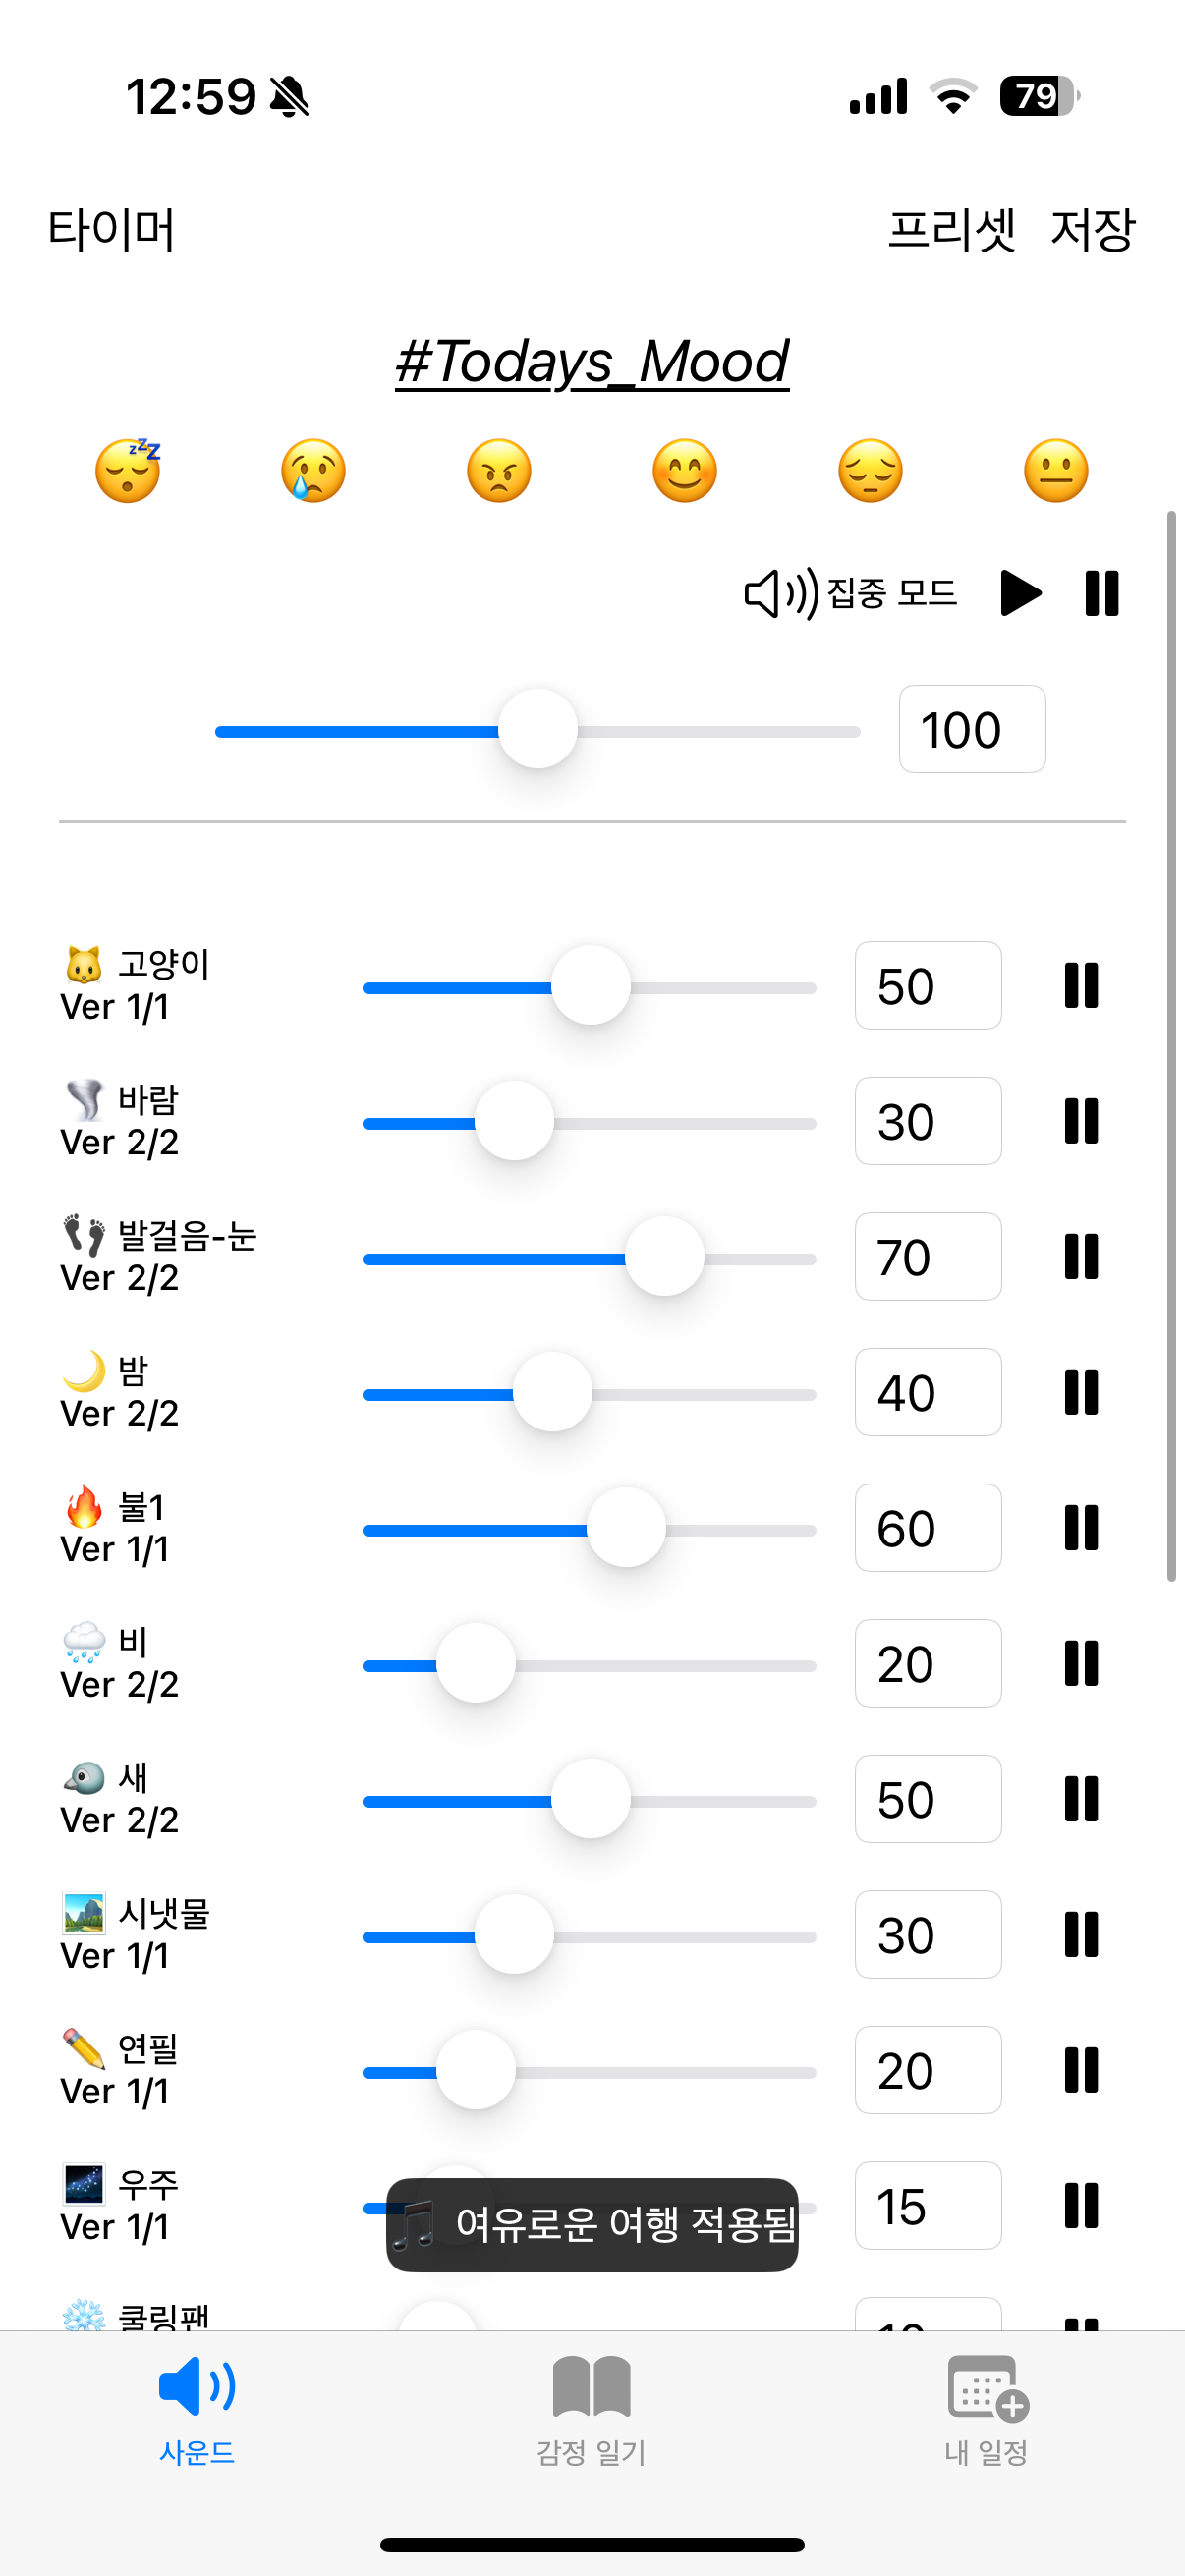 12:59
79
타이머 프리셋 저장
#Todays_Mood
집중 모드
100
고양이
Ver 1/1
50
바람
Ver 2/2
30
발걸음-눈
Ver 2/2
70
밤
Ver 2/2
40
불1
Ver 1/1
60
비
Ver 2/2
20
새
Ver 2/2
50
시냇물
Ver 1/1
30
연필
Ver 1/1
20
우주
Ver 1/1
15
여유로운 여행 적용됨
쿨링팬
10
사운드 감정 일기 내 일정